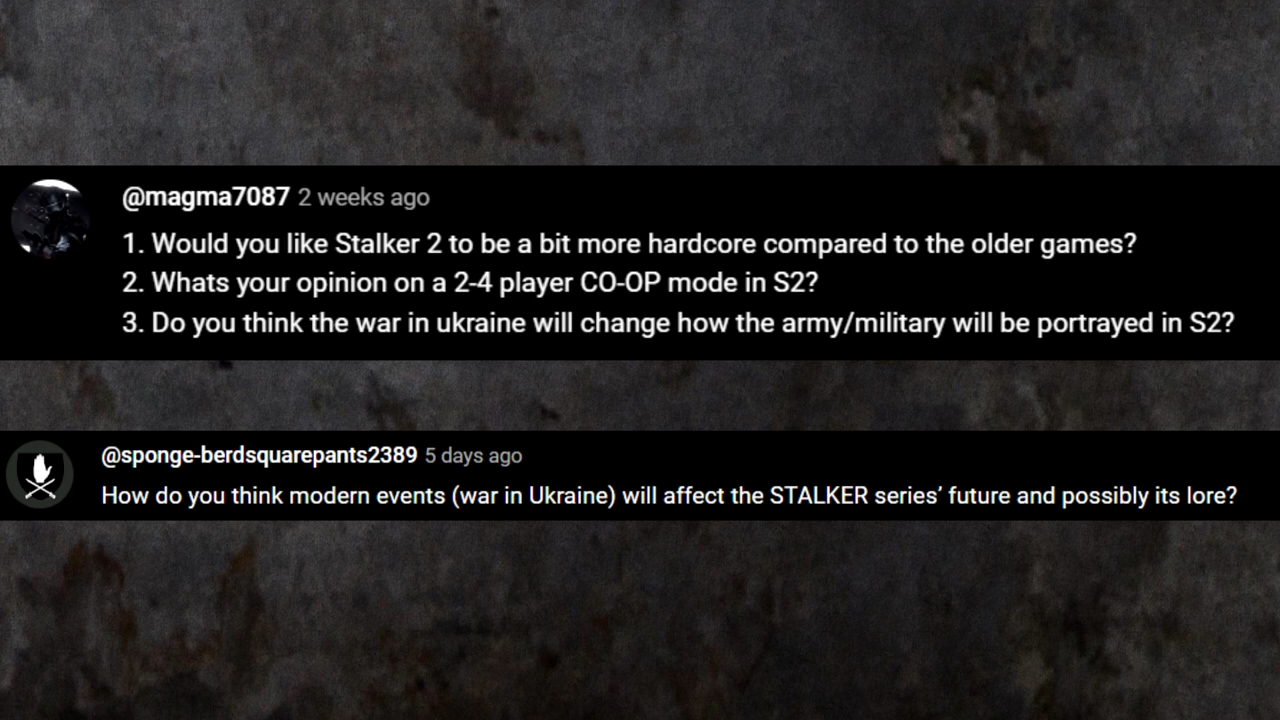 @magma7087 2 weeks ago
1. Would you like Stalker 2 to be a bit more hardcore compared to the older games?
2. Whats your opinion on a 2-4 player CO-OP mode in S2?
3. Do you think the war in ukraine will change how the army/military will be portrayed in S2?
@sponge-berdsquarepants2389 5 days ago
How do you think modern events (war in Ukraine) will affect the STALKER series’ future and possibly its lore?